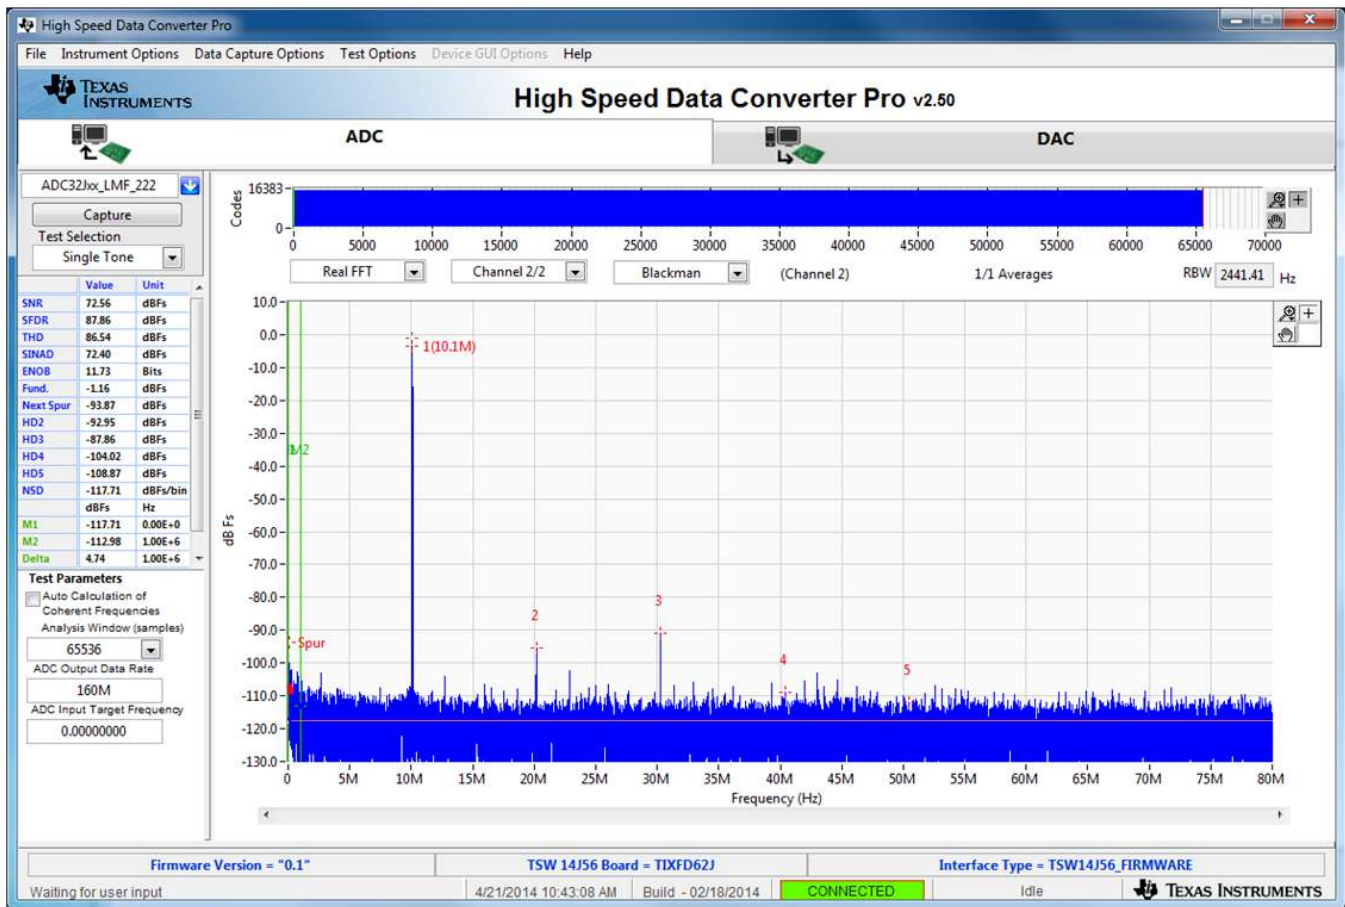 High Speed Data Converter Pro
File Instrument Options Data Capture Options Test Options Device GUI Options Help
TEXAS INSTRUMENTS
High Speed Data Converter Pro v2.50
ADC
DAC
ADC32Jxx_LMF_222
Capture
Test Selection
Single Tone
Value Unit
SNR 72.56 dBFs
SFDR 87.86 dBFs
THD 86.54 dBFs
SINAD 72.40 dBFs
ENOB 11.73 Bits
Fund. -1.16 dBFs
Next Spur -93.87 dBFs
HD2 -92.95 dBFs
HD3 -87.86 dBFs
HD4 -104.02 dBFs
HD5 -108.87 dBFs
NSD -117.71 dBFs/bin
dBFs Hz
M1 -117.71 0.00E+0
M2 -112.98 1.00E+6
Delta 4.74 1.00E+6
Test Parameters
Auto Calculation of
Coherent Frequencies
Analysis Window (samples)
65536
ADC Output Data Rate
160M
ADC Input Target Frequency
0.00000000
Codes
16383
0
0 5000 10000 15000 20000 25000 30000 35000 40000 45000 50000 55000 60000 65000 70000
Real FFT Channel 2/2 Blackman (Channel 2) 1/1 Averages RBW 2441.41 Hz
dB Fs
10.0
0.0
-10.0
-20.0
-30.0
-40.0
-50.0
-60.0
-70.0
-80.0
-90.0
-100.0
-110.0
-120.0
-130.0
1(10.1M)
M2
2
3
Spur
4
5
0 5M 10M 15M 20M 25M 30M 35M 40M 45M 50M 55M 60M 65M 70M 75M 80M
Frequency (Hz)
Firmware Version = "0.1" TSW 14J56 Board = TIXFD62J Interface Type = TSW14J56_FIRMWARE
Waiting for user input 4/21/2014 10:43:08 AM Build - 02/18/2014 CONNECTED Idle TEXAS INSTRUMENTS